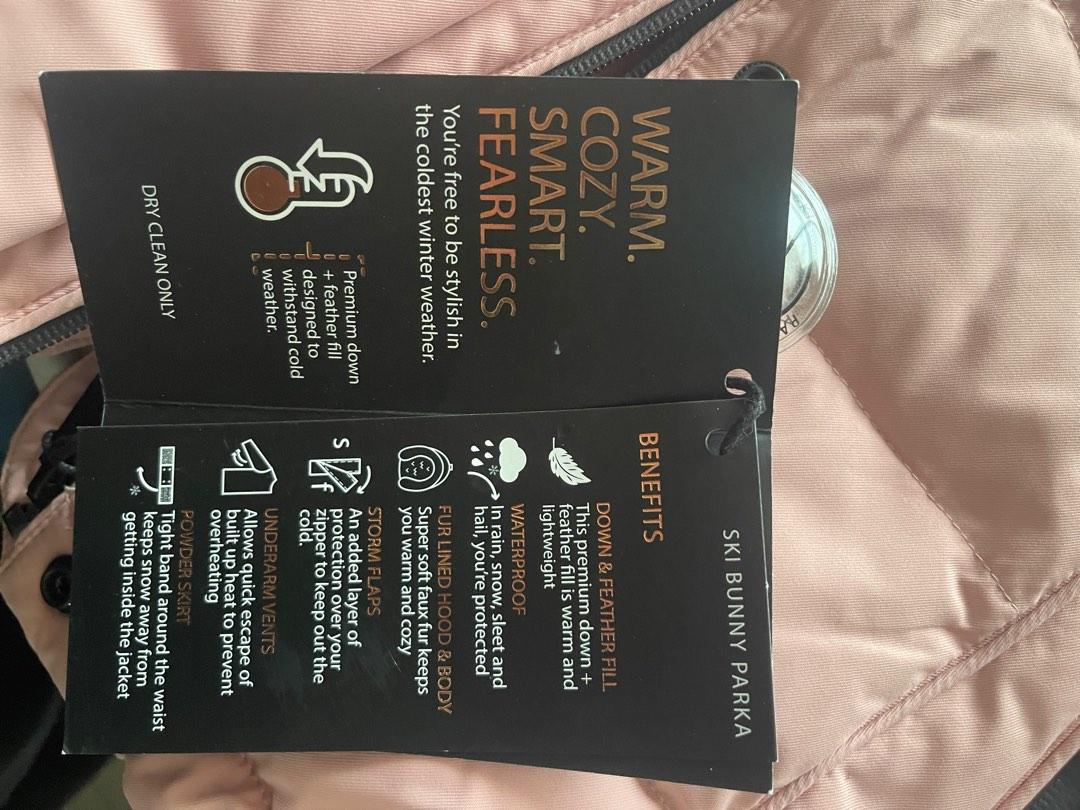 WARM.
COZY.
SMART.
FEARLESS.
You're free to be stylish in
the coldest winter weather.
Premium down
+ feather fill
designed to
withstand cold
weather.
DRY CLEAN ONLY
SKI BUNNY PARKA
BENEFITS
DOWN & FEATHER FILL
This premium down +
feather fill is warm and
lightweight
WATERPROOF
In rain, snow, sleet and
hail, you're protected
FUR LINED HOOD & BODY
Super soft faux fur keeps
you warm and cozy
S
STORM FLAPS
An added layer of
protection over your
zipper to keep out the
cold.
UNDERARM VENTS
Allows quick escape of
built up heat to prevent
overheating
POWDER SKIRT
Tight band around the waist
keeps snow away from
getting inside the jacket